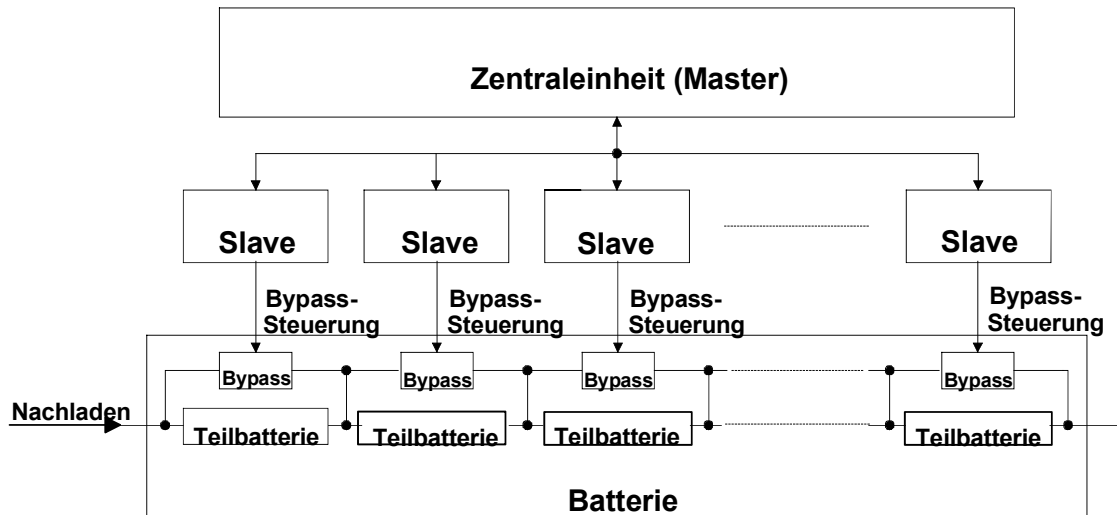 Zentraleinheit (Master)
Slave Slave Slave Slave
Bypass- Bypass- Bypass- Bypass-
Steuerung Steuerung Steuerung Steuerung
Bypass Bypass Bypass Bypass
Nachladen
Teilbatterie Teilbatterie Teilbatterie Teilbatterie
Batterie